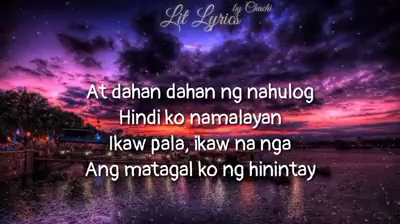 Lit Lyrics
by Chachi
At dahan dahan ng nahulog
Hindi ko namalayan
Ikaw pala, ikaw na nga
Ang matagal ko ng hinintay